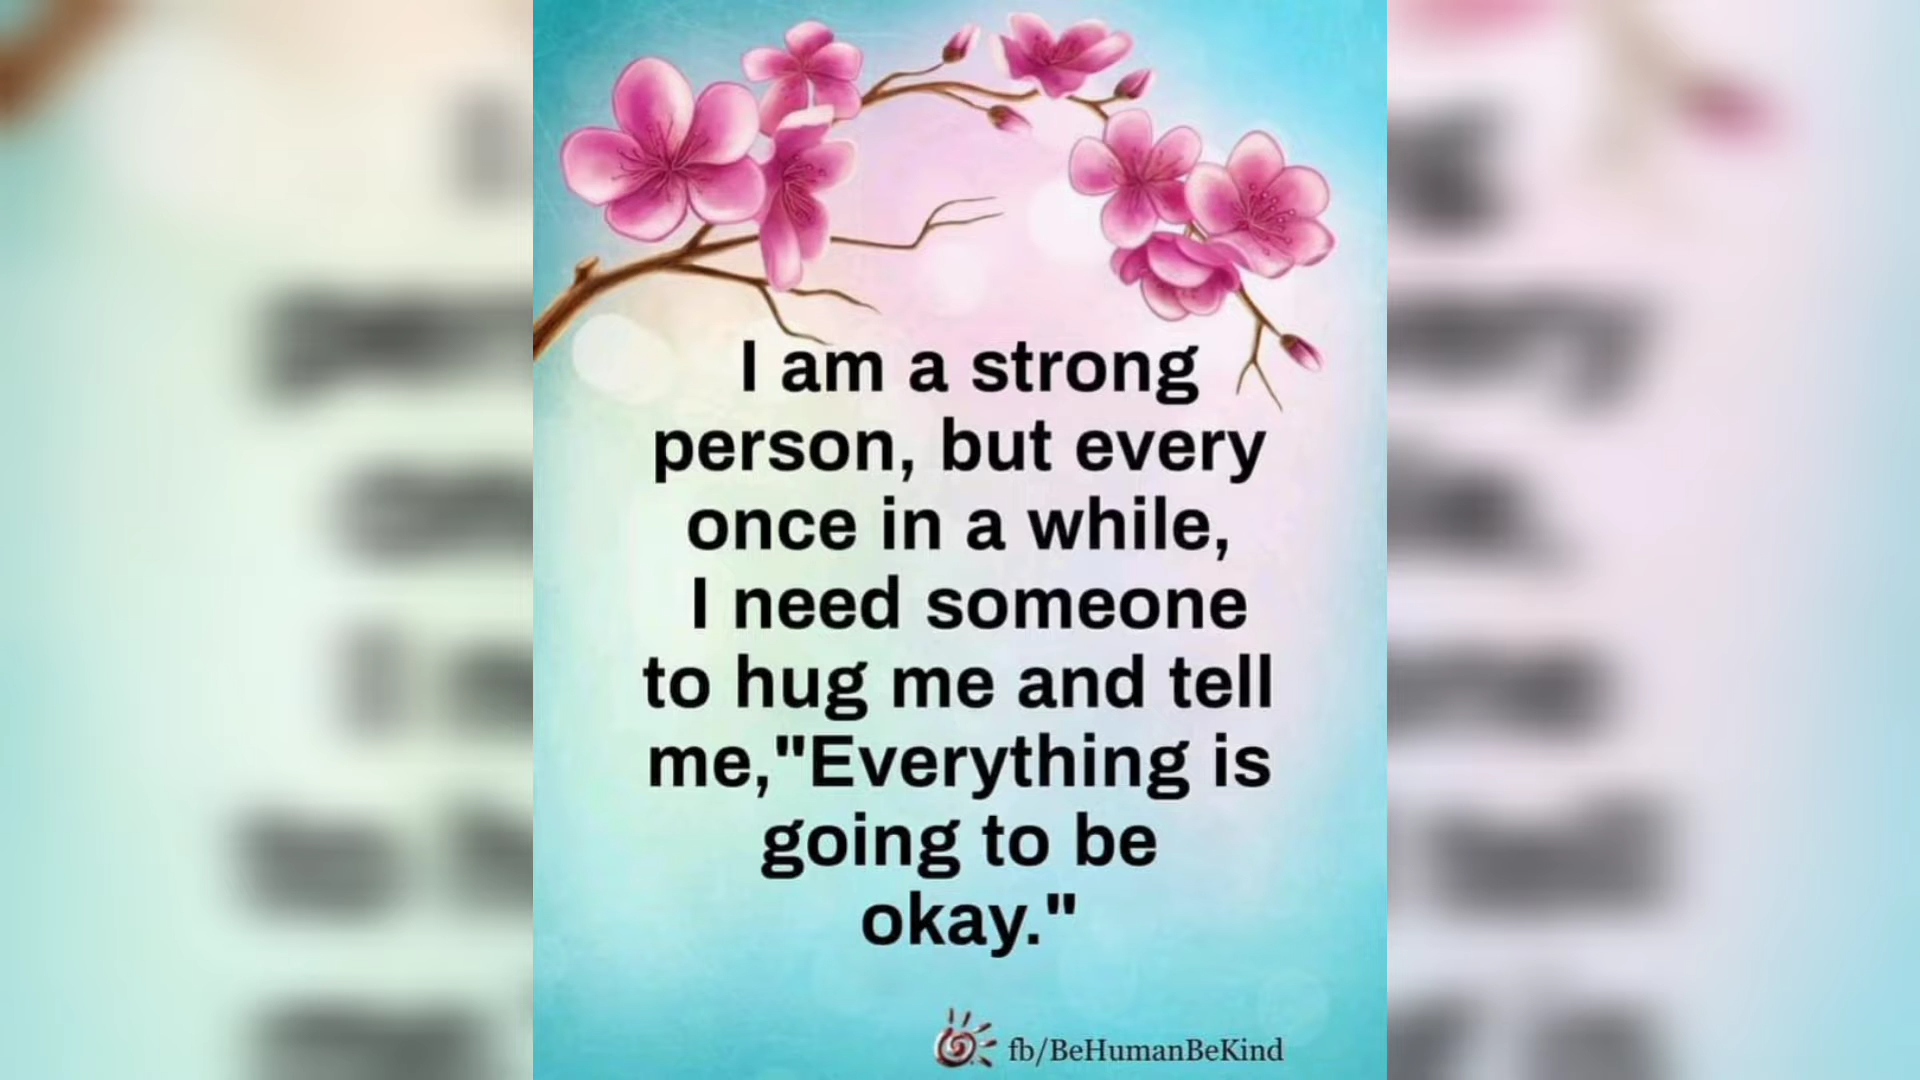 I am a strong
person, but every
once in a while,
I need someone
to hug me and tell
me,"Everything is
going to be
okay."
fb/BeHumanBeKind